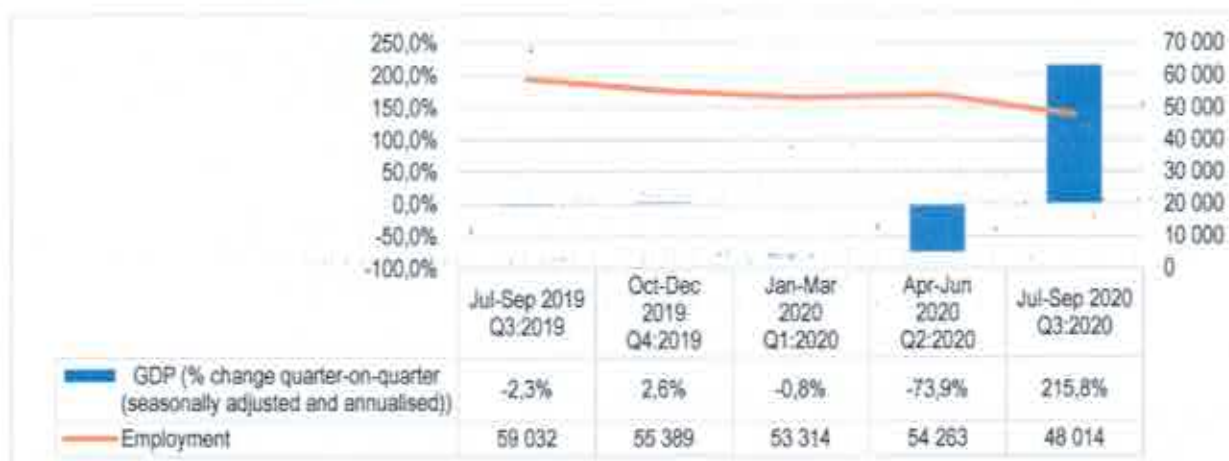 250,0%
200,0%
150,0%
100,0%
50,0%
0,0%
-50,0%
-100,0%
70 000
60 000
50 000
40 000
30 000
20 000
10 000
0
Jul-Sep 2019
Q3:2019
Oct-Dec
2019
Q4:2019
Jan-Mar
2020
Q1:2020
Apr-Jun
2020
Q2:2020
Jul-Sep 2020
Q3:2020
GDP (% change quarter-on-quarter
(seasonally adjusted and annualised))
-2,3%
2,6%
-0,8%
-73,9%
215,8%
Employment
59 032
55 389
53 314
54 263
48 014